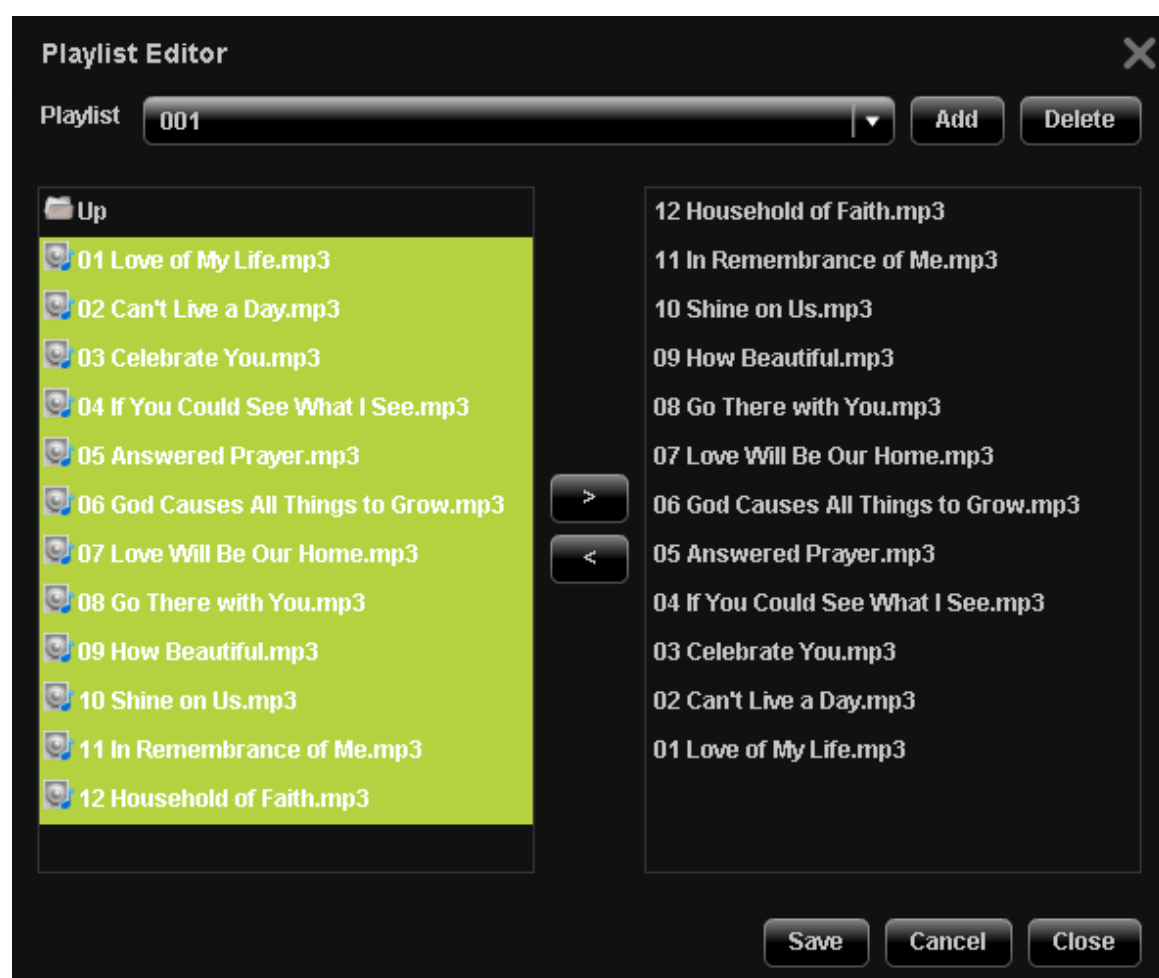 Playlist Editor
Playlist 001 Add Delete
Up
01 Love of My Life.mp3
02 Can't Live a Day.mp3
03 Celebrate You.mp3
04 If You Could See What I See.mp3
05 Answered Prayer.mp3
06 God Causes All Things to Grow.mp3
07 Love Will Be Our Home.mp3
08 Go There with You.mp3
09 How Beautiful.mp3
10 Shine on Us.mp3
11 In Remembrance of Me.mp3
12 Household of Faith.mp3
>
<
12 Household of Faith.mp3
11 In Remembrance of Me.mp3
10 Shine on Us.mp3
09 How Beautiful.mp3
08 Go There with You.mp3
07 Love Will Be Our Home.mp3
06 God Causes All Things to Grow.mp3
05 Answered Prayer.mp3
04 If You Could See What I See.mp3
03 Celebrate You.mp3
02 Can't Live a Day.mp3
01 Love of My Life.mp3
Save Cancel Close